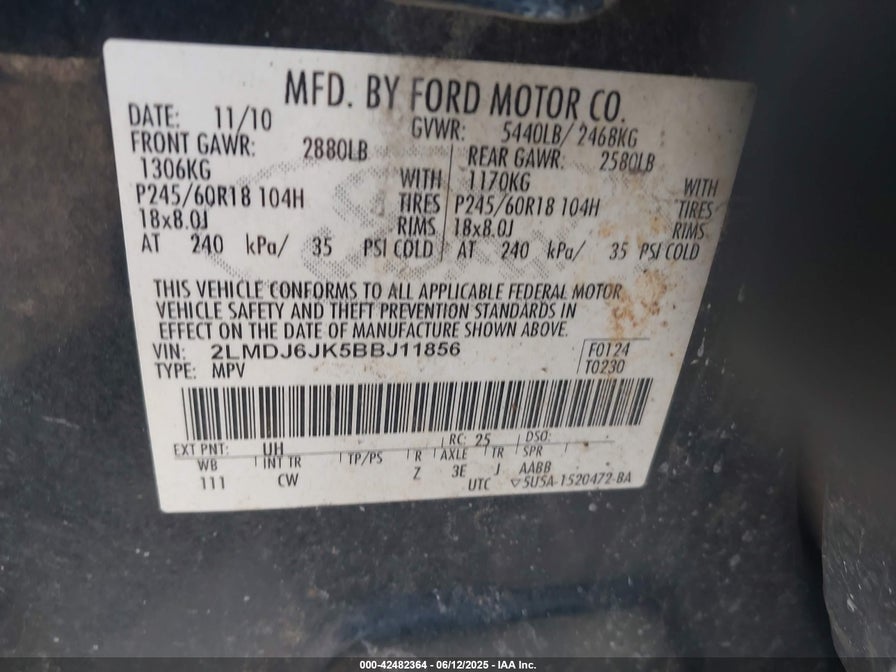 MFD. BY FORD MOTOR CO.
DATE: 11/10 GVWR: 5440LB/ 2468KG
FRONT GAWR: 2880LB REAR GAWR: 2580LB
1306KG WITH 1170KG WITH
P245/60R18 104H TIRES P245/60R18 104H TIRES
18x8.0J RIMS 18x8.0J RIMS
AT 240 kPa/ 35 PSI COLD AT 240 kPa/ 35 PSI COLD
THIS VEHICLE CONFORMS TO ALL APPLICABLE FEDERAL MOTOR
VEHICLE SAFETY AND THEFT PREVENTION STANDARDS IN
EFFECT ON THE DATE OF MANUFACTURE SHOWN ABOVE.
VIN: 2LMDJ6JK5BBJ11856 F0124
TYPE: MPV T0230
EXT PNT: UH RC: 25 DSO:
WB INT TR TP/PS R AXLE TR SPR
111 CW Z 3E J AABB
UTC ▽5U5A-1520472-BA
000-42482364 - 06/12/2025 - IAA Inc.